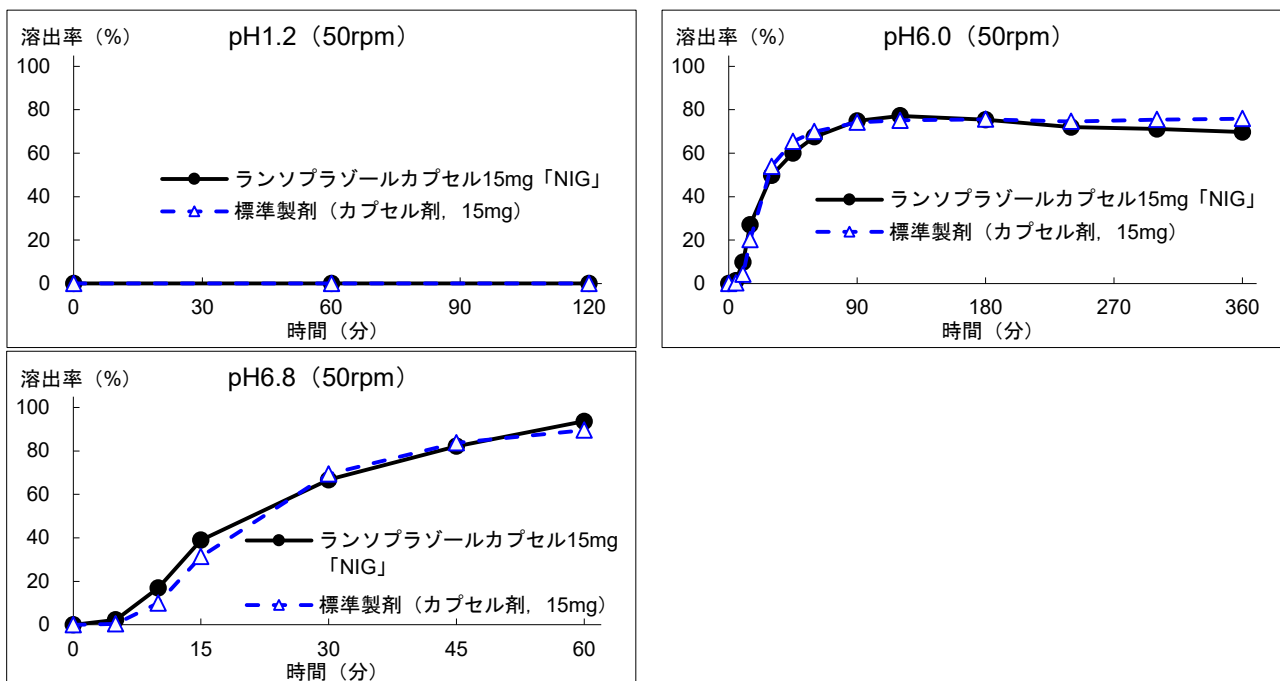 溶出率（%）
pH1.2（50rpm）
100
80
60
40
20
0
ランソプラゾールカプセル15mg「NIG」
標準製剤（カプセル剤，15mg）
0 30 60 90 120
時間（分）
溶出率（%）
pH6.0（50rpm）
100
80
60
40
20
0
ランソプラゾールカプセル15mg「NIG」
標準製剤（カプセル剤，15mg）
0 90 180 270 360
時間（分）
溶出率（%）
pH6.8（50rpm）
100
80
60
40
20
0
ランソプラゾールカプセル15mg
「NIG」
標準製剤（カプセル剤，15mg）
0 15 30 45 60
時間（分）